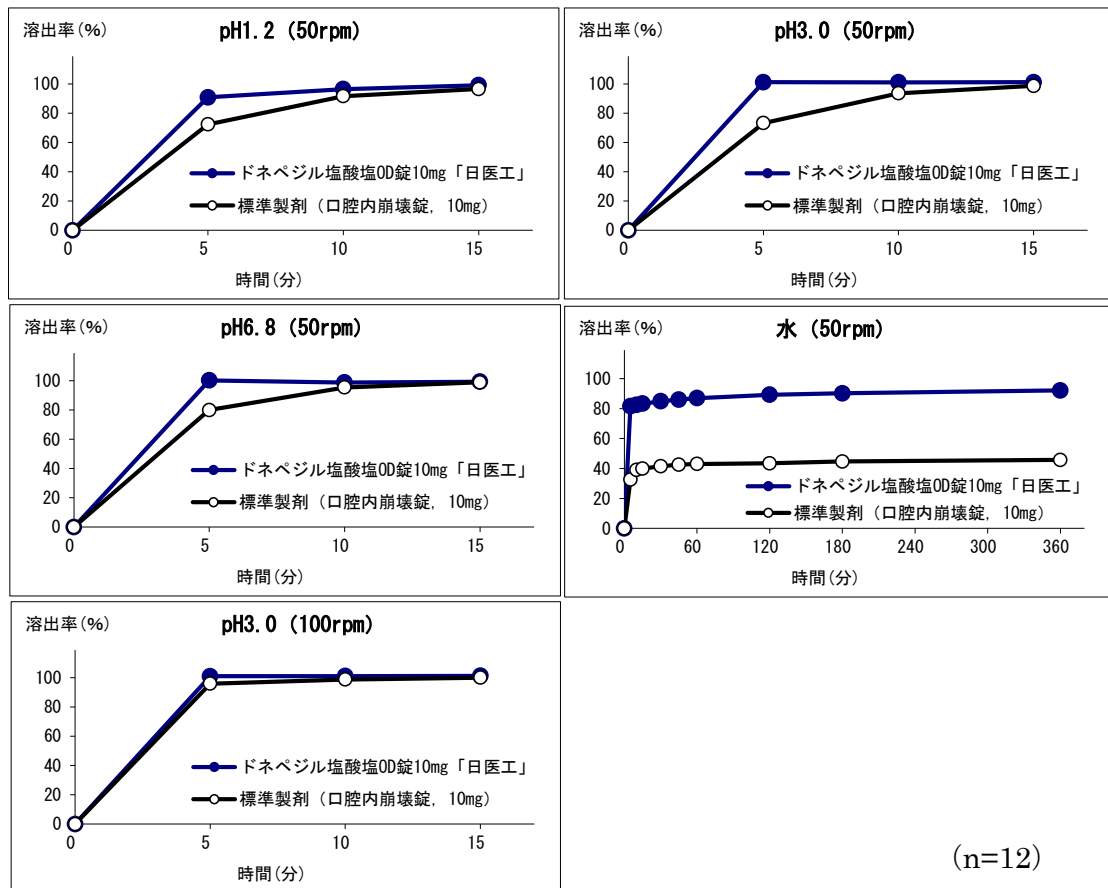 溶出率(%)
pH1.2 (50rpm)
100
80
60
40
20
0
ドネペジル塩酸塩OD錠10mg「日医工」
標準製剤（口腔内崩壊錠, 10mg）
0 5 10 15
時間(分)
溶出率(%)
pH3.0 (50rpm)
100
80
60
40
20
0
ドネペジル塩酸塩OD錠10mg「日医工」
標準製剤（口腔内崩壊錠, 10mg）
0 5 10 15
時間(分)
溶出率(%)
pH6.8 (50rpm)
100
80
60
40
20
0
ドネペジル塩酸塩OD錠10mg「日医工」
標準製剤（口腔内崩壊錠, 10mg）
0 5 10 15
時間(分)
溶出率(%)
水 (50rpm)
100
80
60
40
20
0
ドネペジル塩酸塩OD錠10mg「日医工」
標準製剤（口腔内崩壊錠, 10mg）
0 60 120 180 240 300 360
時間(分)
溶出率(%)
pH3.0 (100rpm)
100
80
60
40
20
0
ドネペジル塩酸塩OD錠10mg「日医工」
標準製剤（口腔内崩壊錠, 10mg）
0 5 10 15
時間(分)
(n=12)